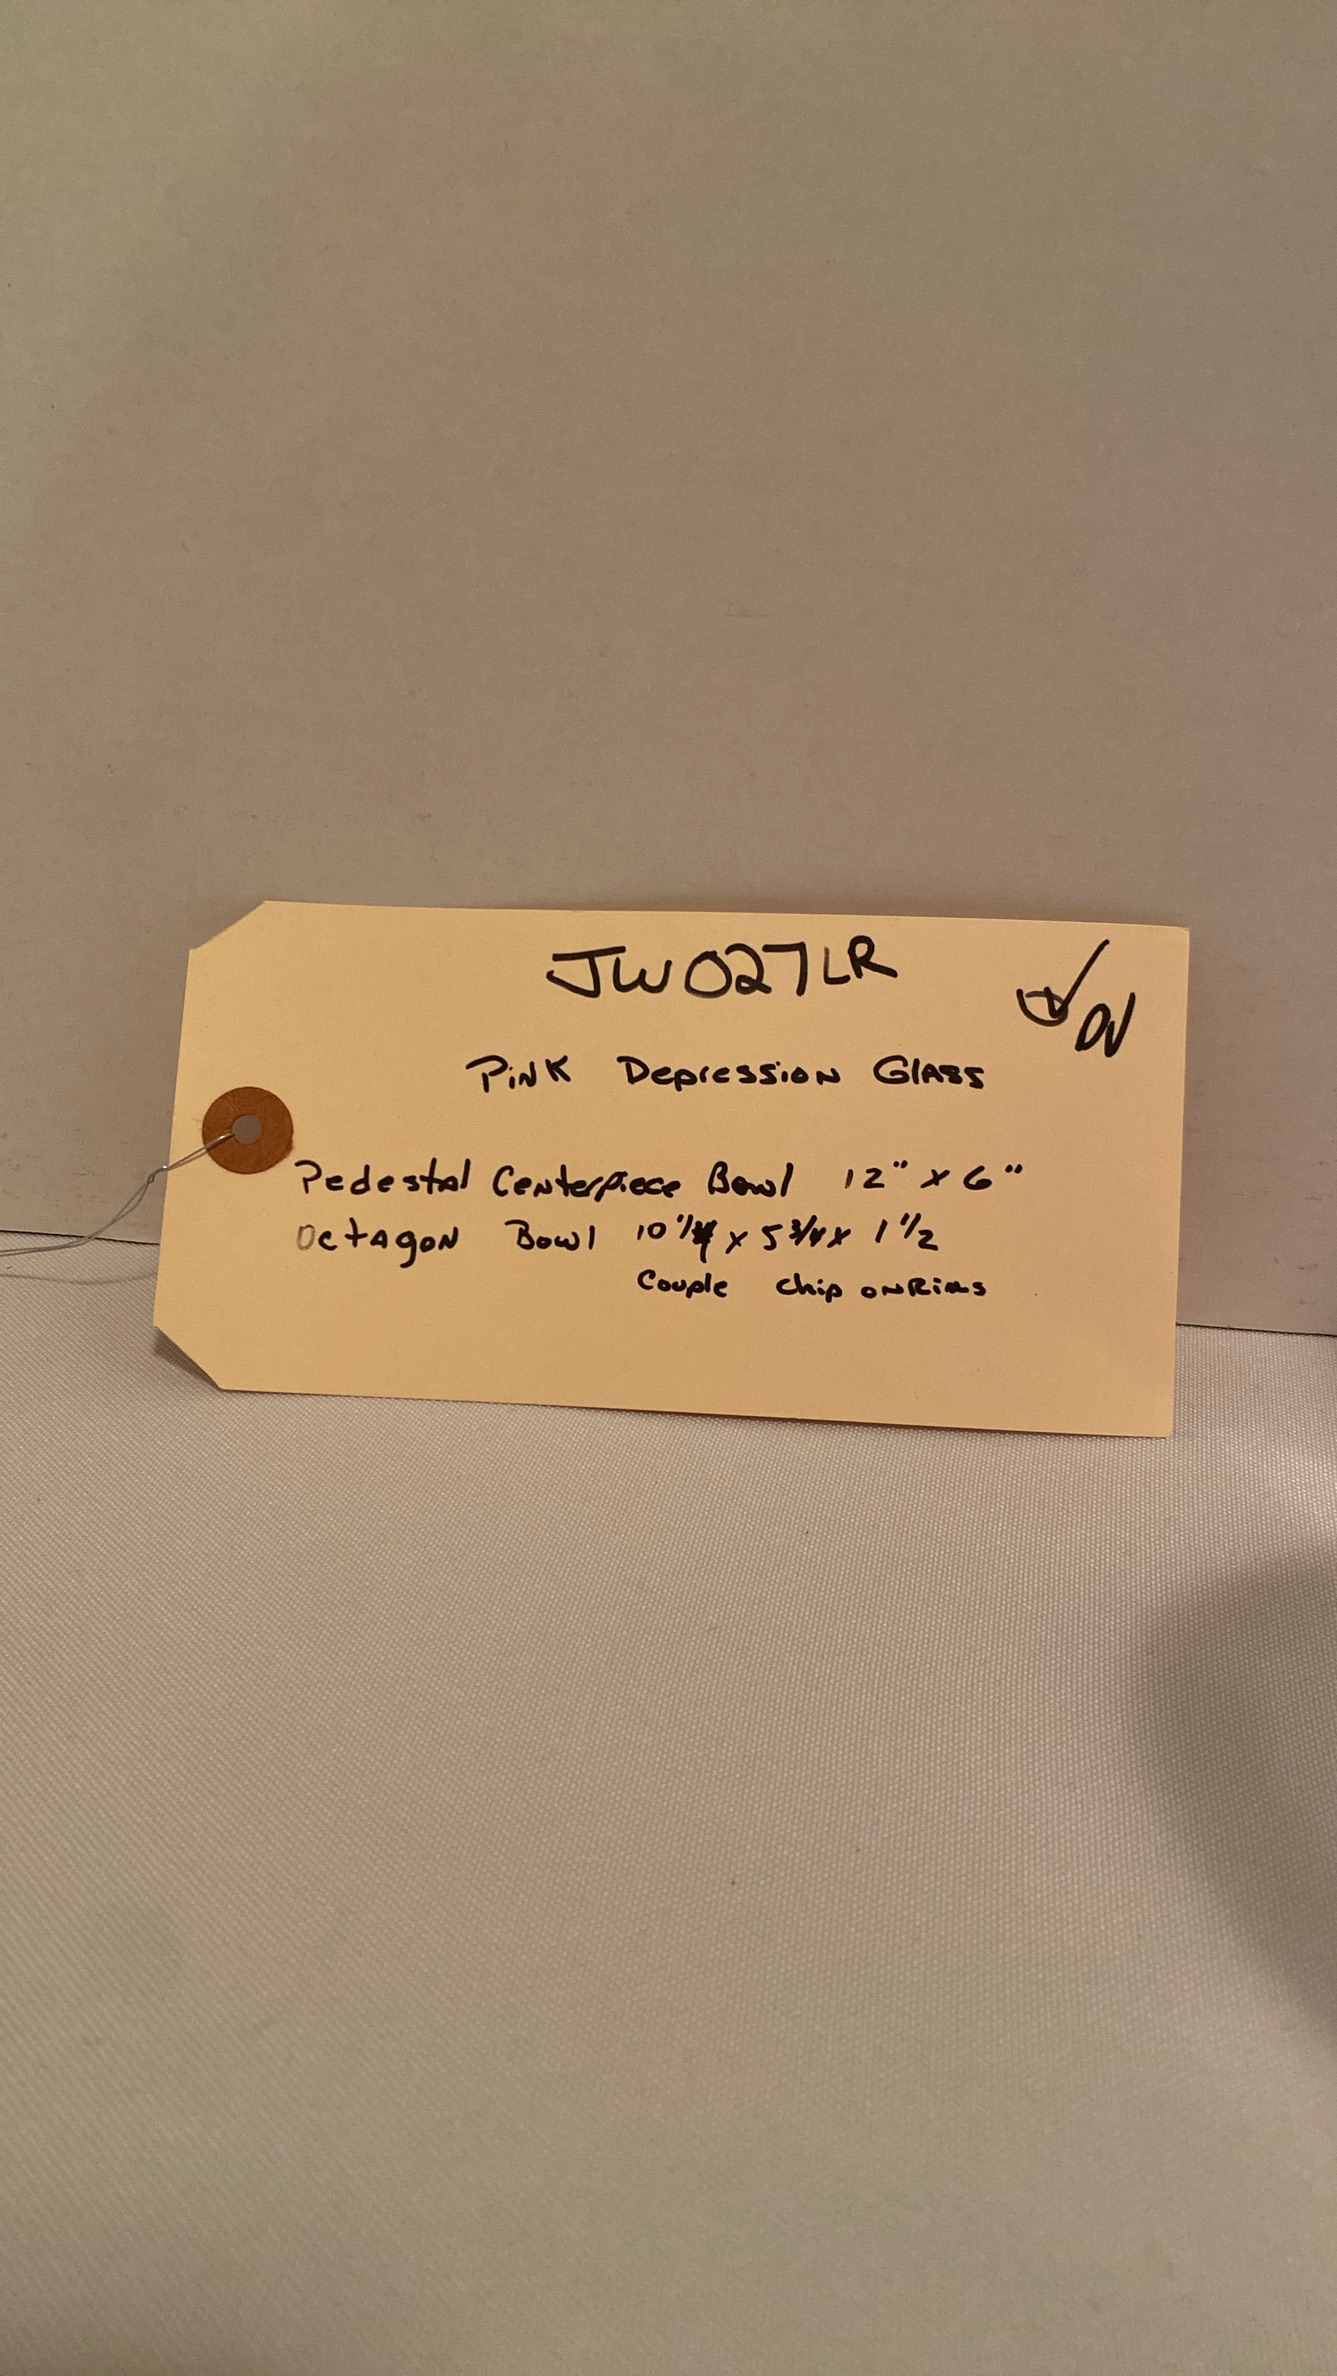 JW027LR
DV
Pink Depression Glass
Pedestal Centerpiece Bowl 12" x 6"
Octagon Bowl 10 1/4 x 5 3/4 x 1 1/2
Couple chip on Rims